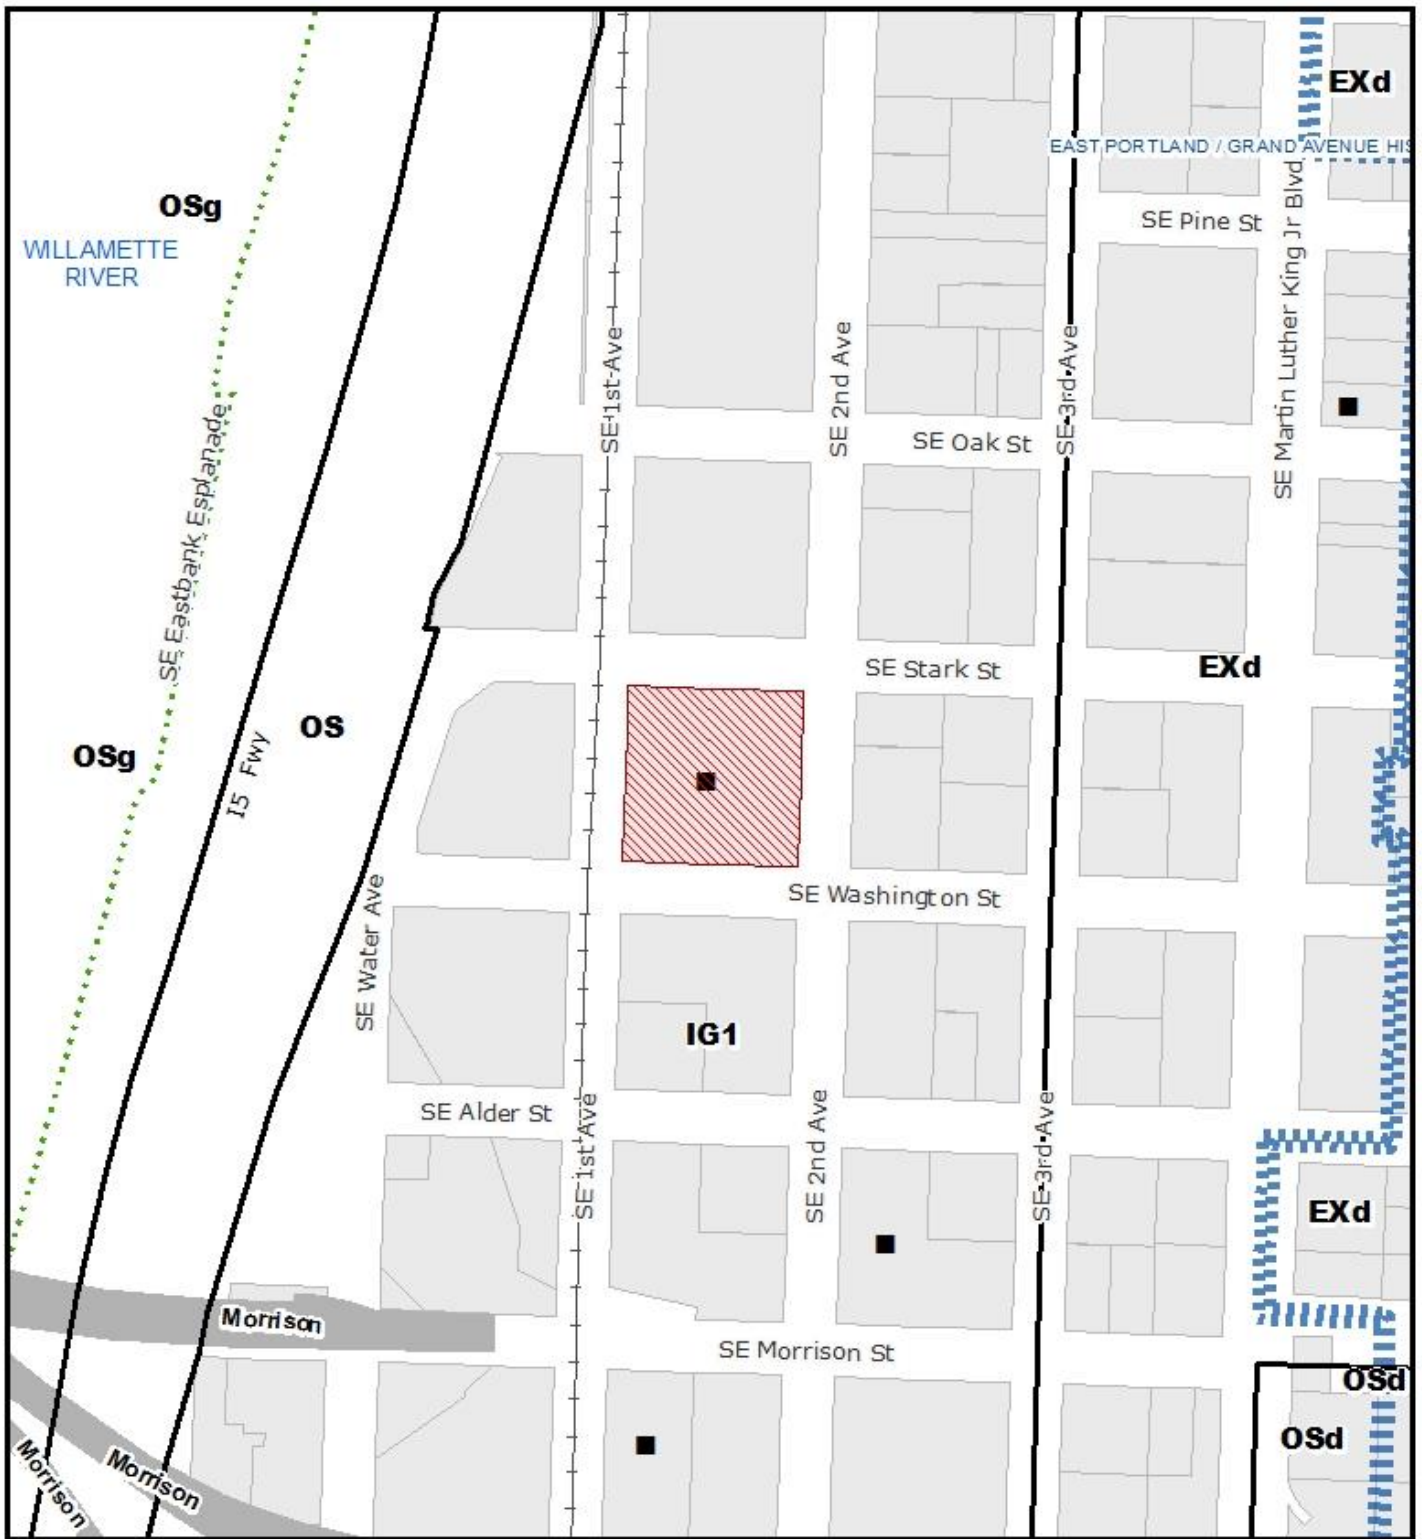 EXd
EAST PORTLAND / GRAND AVENUE HIS
OSg
SE Pine St
WILLAMETTE
RIVER
SE Martin Luther King Jr Blvd
SE 1st Ave
SE 2nd Ave
SE 3rd Ave
SE Oak St
SE Eastbank Esplanade
SE Stark St
EXd
OS
OSg
I5 Fwy
SE Washington St
SE Water Ave
IG1
SE Alder St
SE 1st Ave
SE 2nd Ave
SE 3rd Ave
EXd
Morrison
SE Morrison St
OSd
OSd
Morrison
Morrison